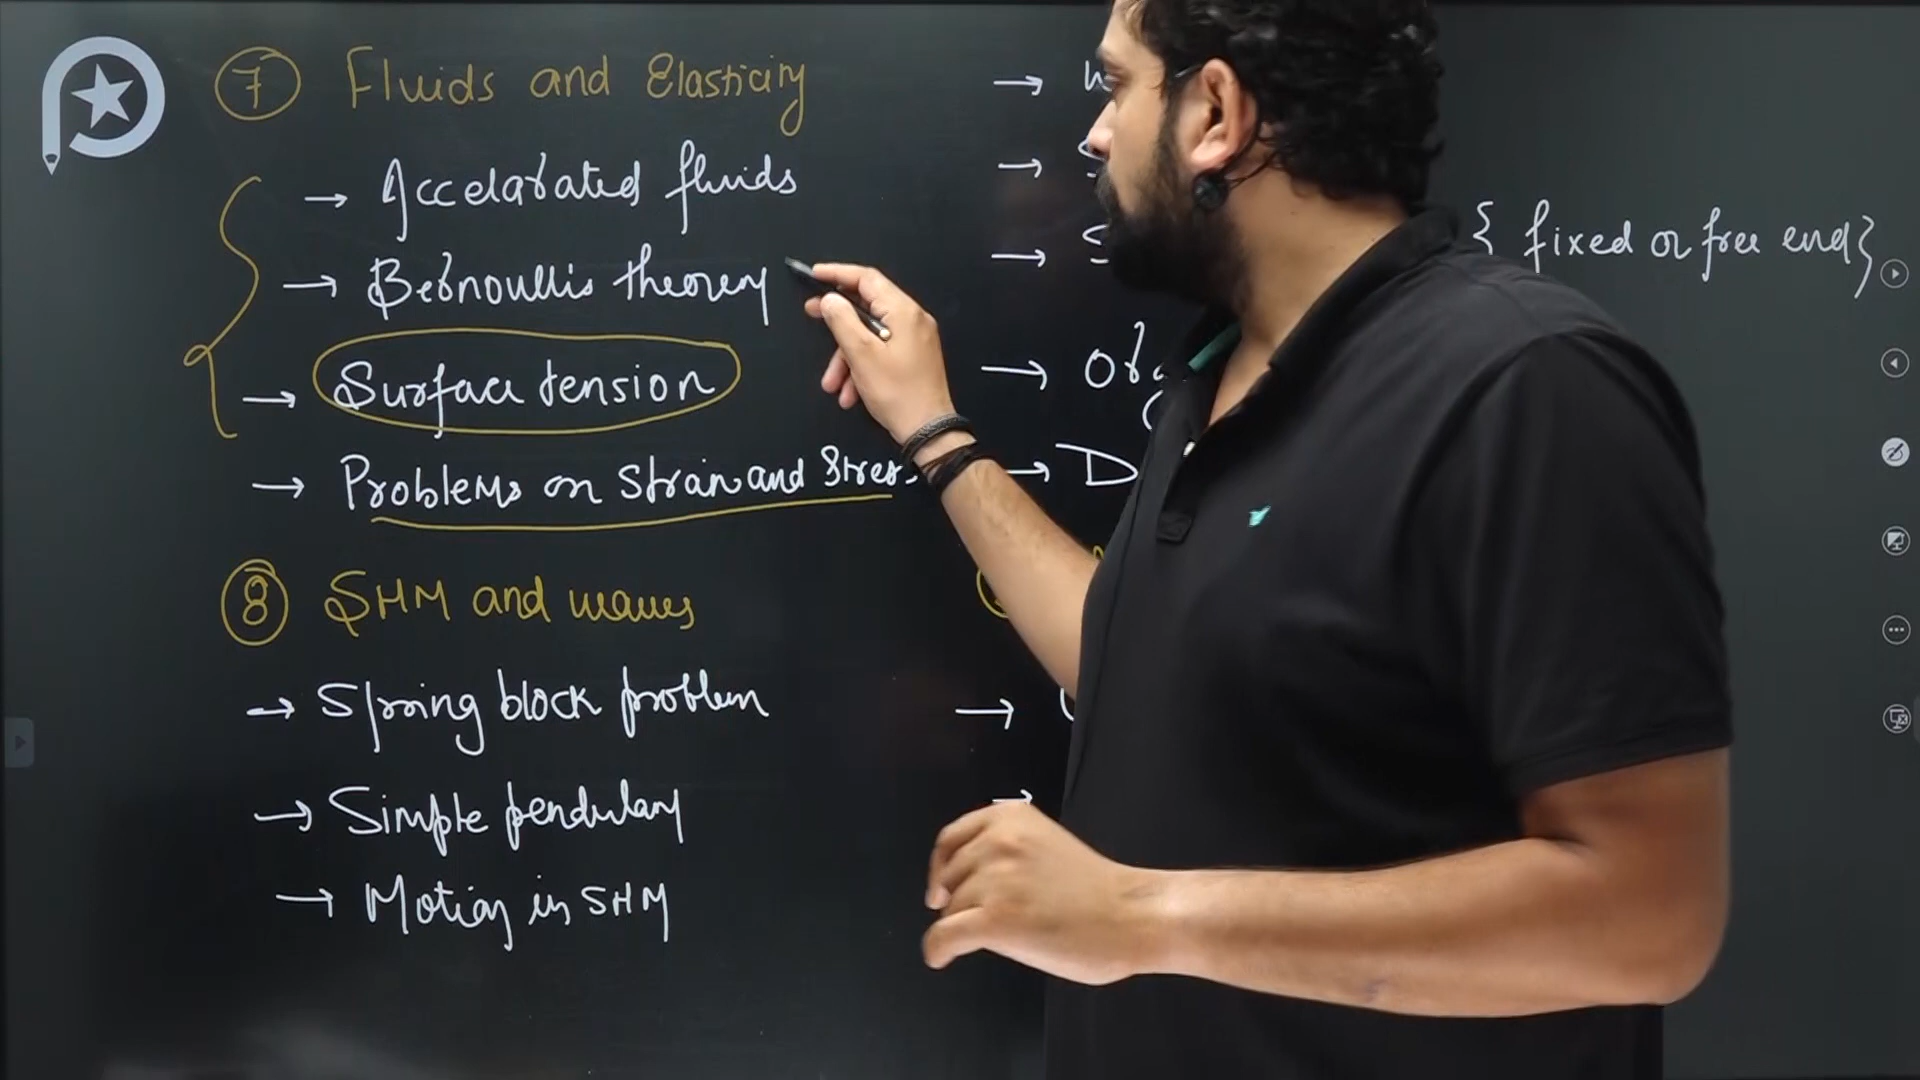 7 Fluids and Elasticity
→ Accelarated fluids
→ Bernoullis theorem
→ Surface tension
→ Problems on Strain and Stress
8 SHM and waves
→ Spring block problem
→ Simple pendulum
→ Motion in SHM
{ fixed or free end}